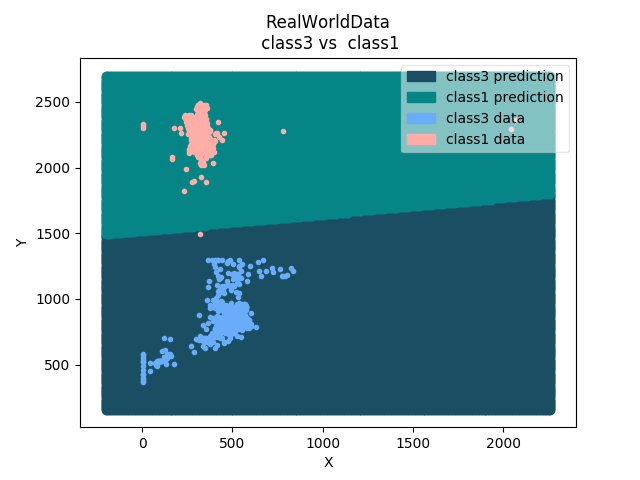 RealWorldData
class3 vs class1
class3 prediction
class1 prediction
class3 data
class1 data
2500
2000
1500
1000
500
Y
0
500
1000
1500
2000
X